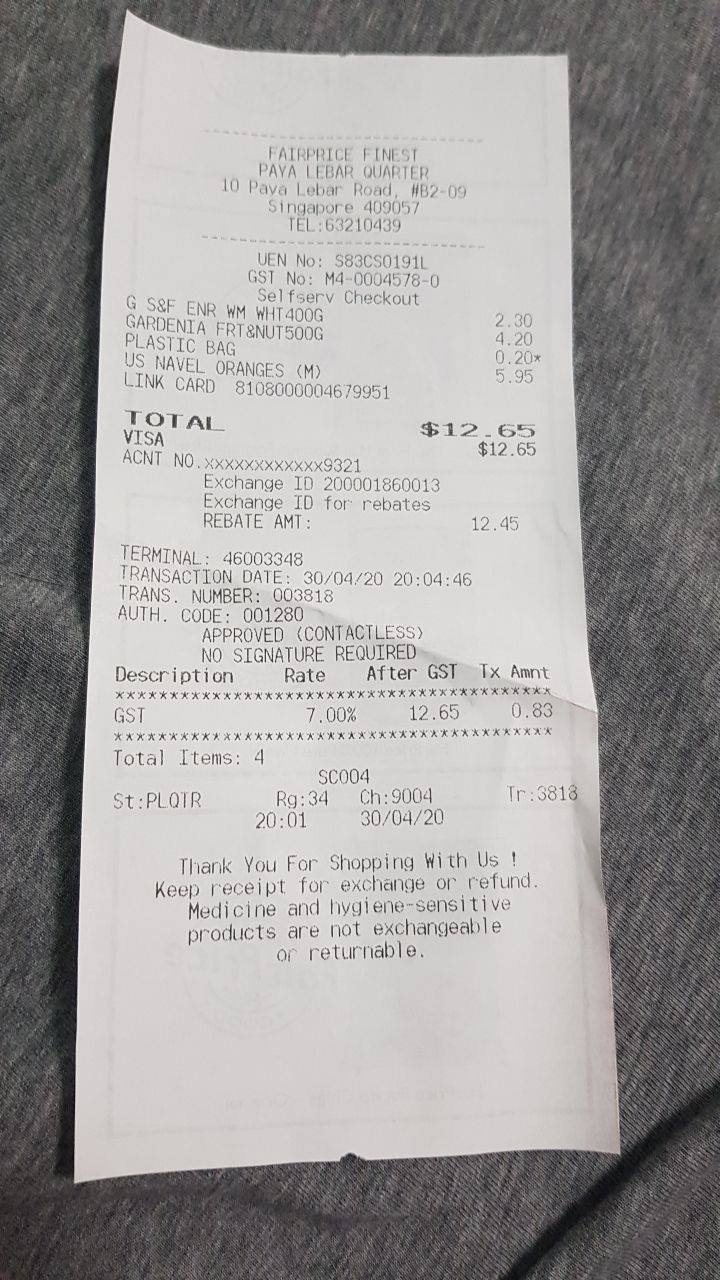 FAIRPRICE FINEST
PAYA LEBAR QUARTER
10 Paya Lebar Road, #B2-09
Singapore 409057
TEL:63210439
UEN No: S83CS0191L
GST No: M4-0004578-0
Selfserv Checkout
G S&F ENR WM WHT400G 2.30
GARDENIA FRT&NUT500G 4.20
PLASTIC BAG 0.20*
US NAVEL ORANGES (M) 5.95
LINK CARD 8108000004679951
TOTAL $12.65
VISA $12.65
ACNT NO.XXXXXXXXXXXX9321
Exchange ID 200001860013
Exchange ID for rebates
REBATE AMT: 12.45
TERMINAL: 46003348
TRANSACTION DATE: 30/04/20 20:04:46
TRANS. NUMBER: 003818
AUTH. CODE: 001280
APPROVED (CONTACTLESS)
NO SIGNATURE REQUIRED
Description Rate After GST Tx Amnt
****************************************
GST 7.00% 12.65 0.83
****************************************
Total Items: 4
SC004
St:PLQTR Rg:34 Ch:9004 Tr:3818
20:01 30/04/20
Thank You For Shopping With Us !
Keep receipt for exchange or refund.
Medicine and hygiene-sensitive
products are not exchangeable
or returnable.